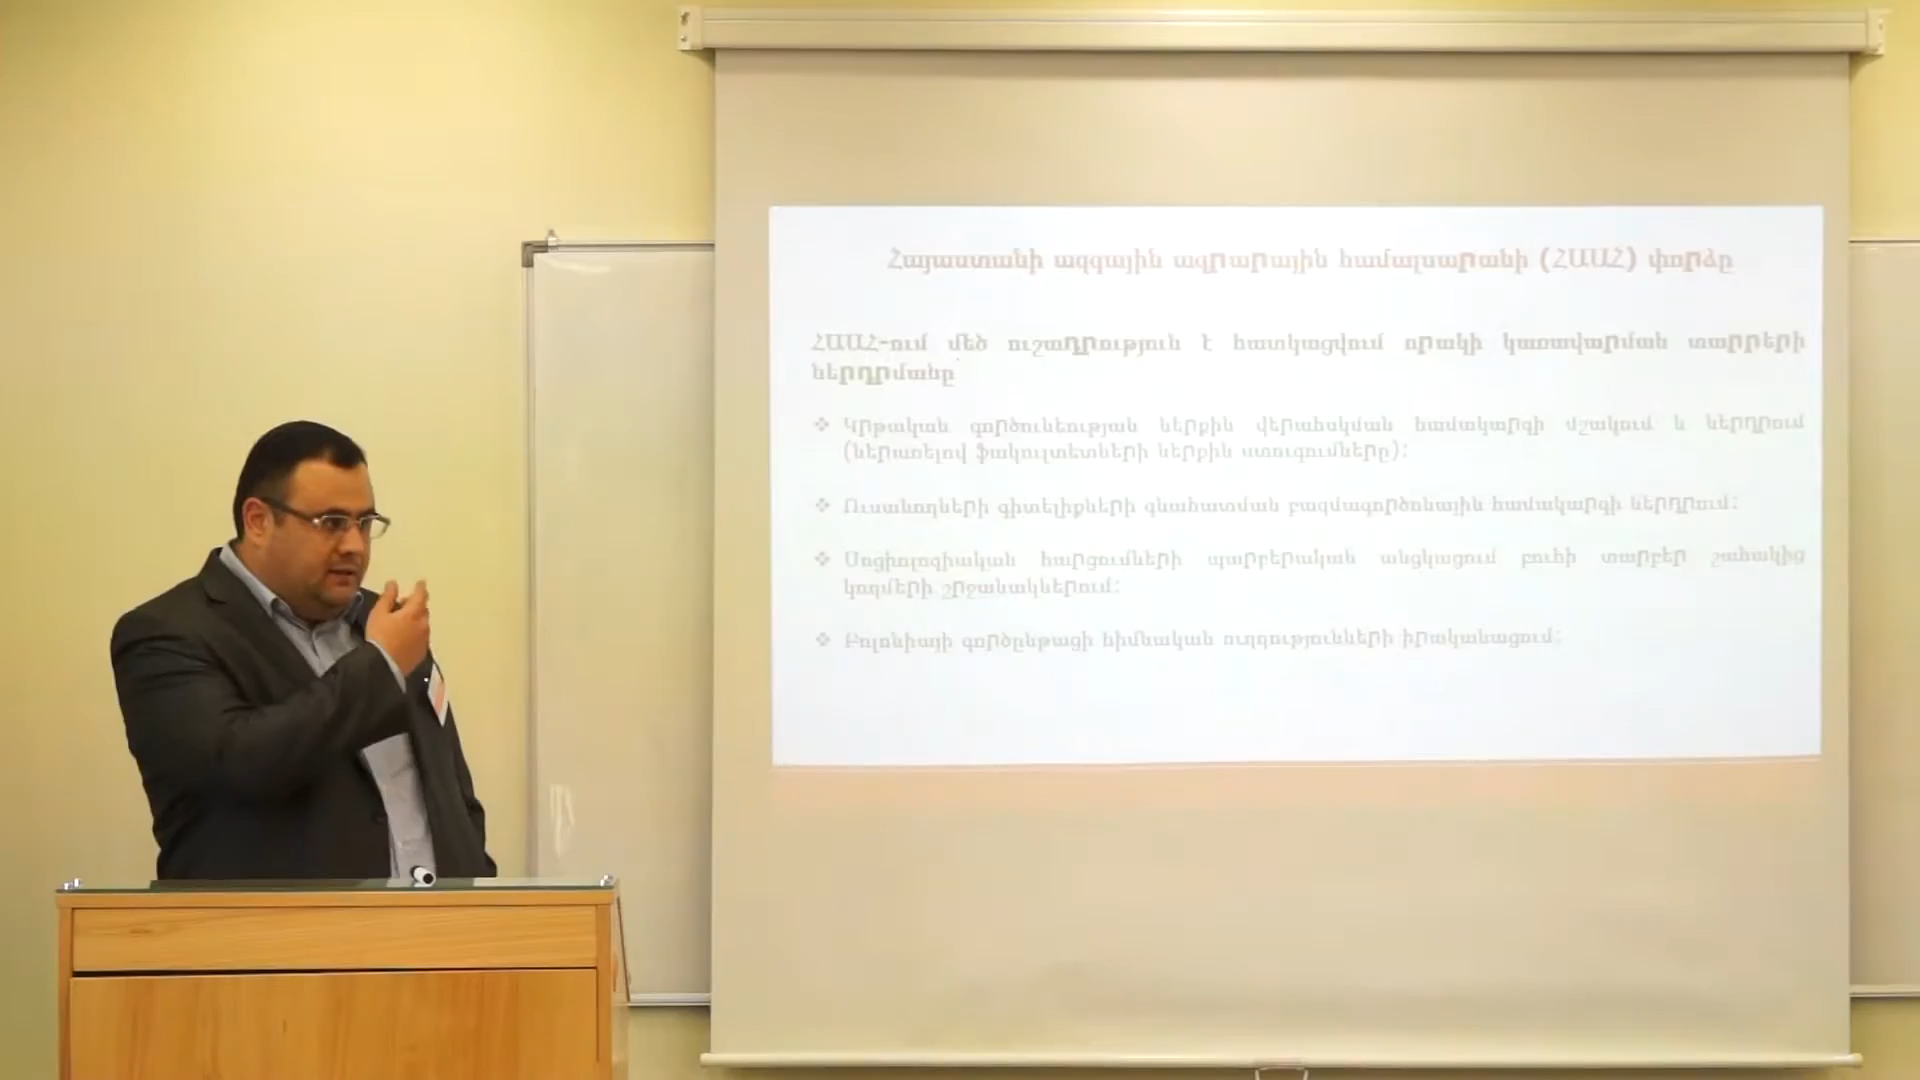 Հայաստանի ազգային ագրարային համալսարանի (ՀԱԱՀ) փորձը
ՀԱԱՀ-ում մեծ ուշադրություն է հատկացվում որակի կառավարման տարրերի
ներդրմանը՝
❖ Կրթական գործունեության ներքին վերահսկման համակարգի մշակում և ներդրում
(ներառելով ֆակուլտետների ներքին ստուգումները):
❖ Ուսանողների գիտելիքների գնահատման բազմագործոնային համակարգի ներդրում:
❖ Սոցիոլոգիական հարցումների պարբերական անցկացում բուհի տարբեր շահակից
կողմերի շրջանակներում:
❖ Բոլոնիայի գործընթացի հիմնական ուղղությունների իրականացում: